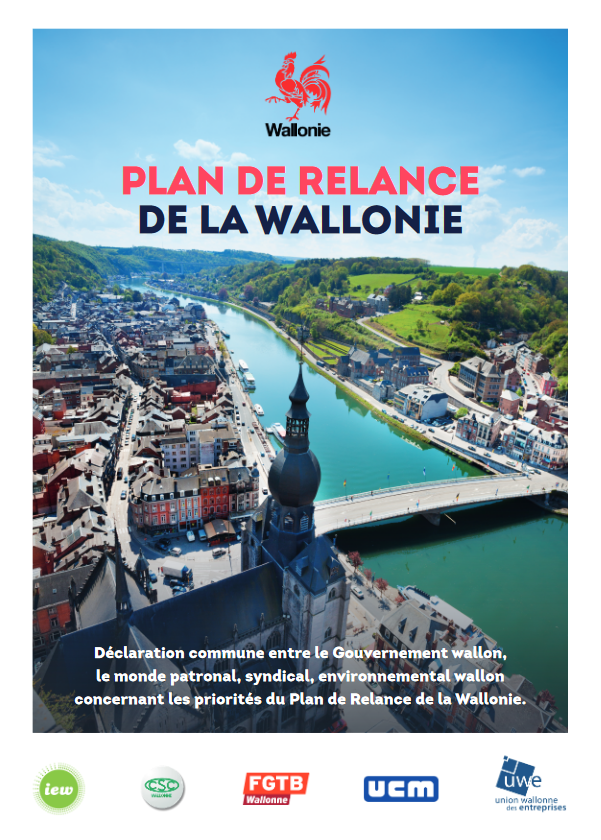 Wallonie
PLAN DE RELANCE
DE LA WALLONIE
Déclaration commune entre le Gouvernement wallon,
le monde patronal, syndical, environmental wallon
concernant les priorités du Plan de Relance de la Wallonie.
iew
CSC
WALLONIE
FGTB
Wallonne
ucm
uwe
union wallonne
des entreprises